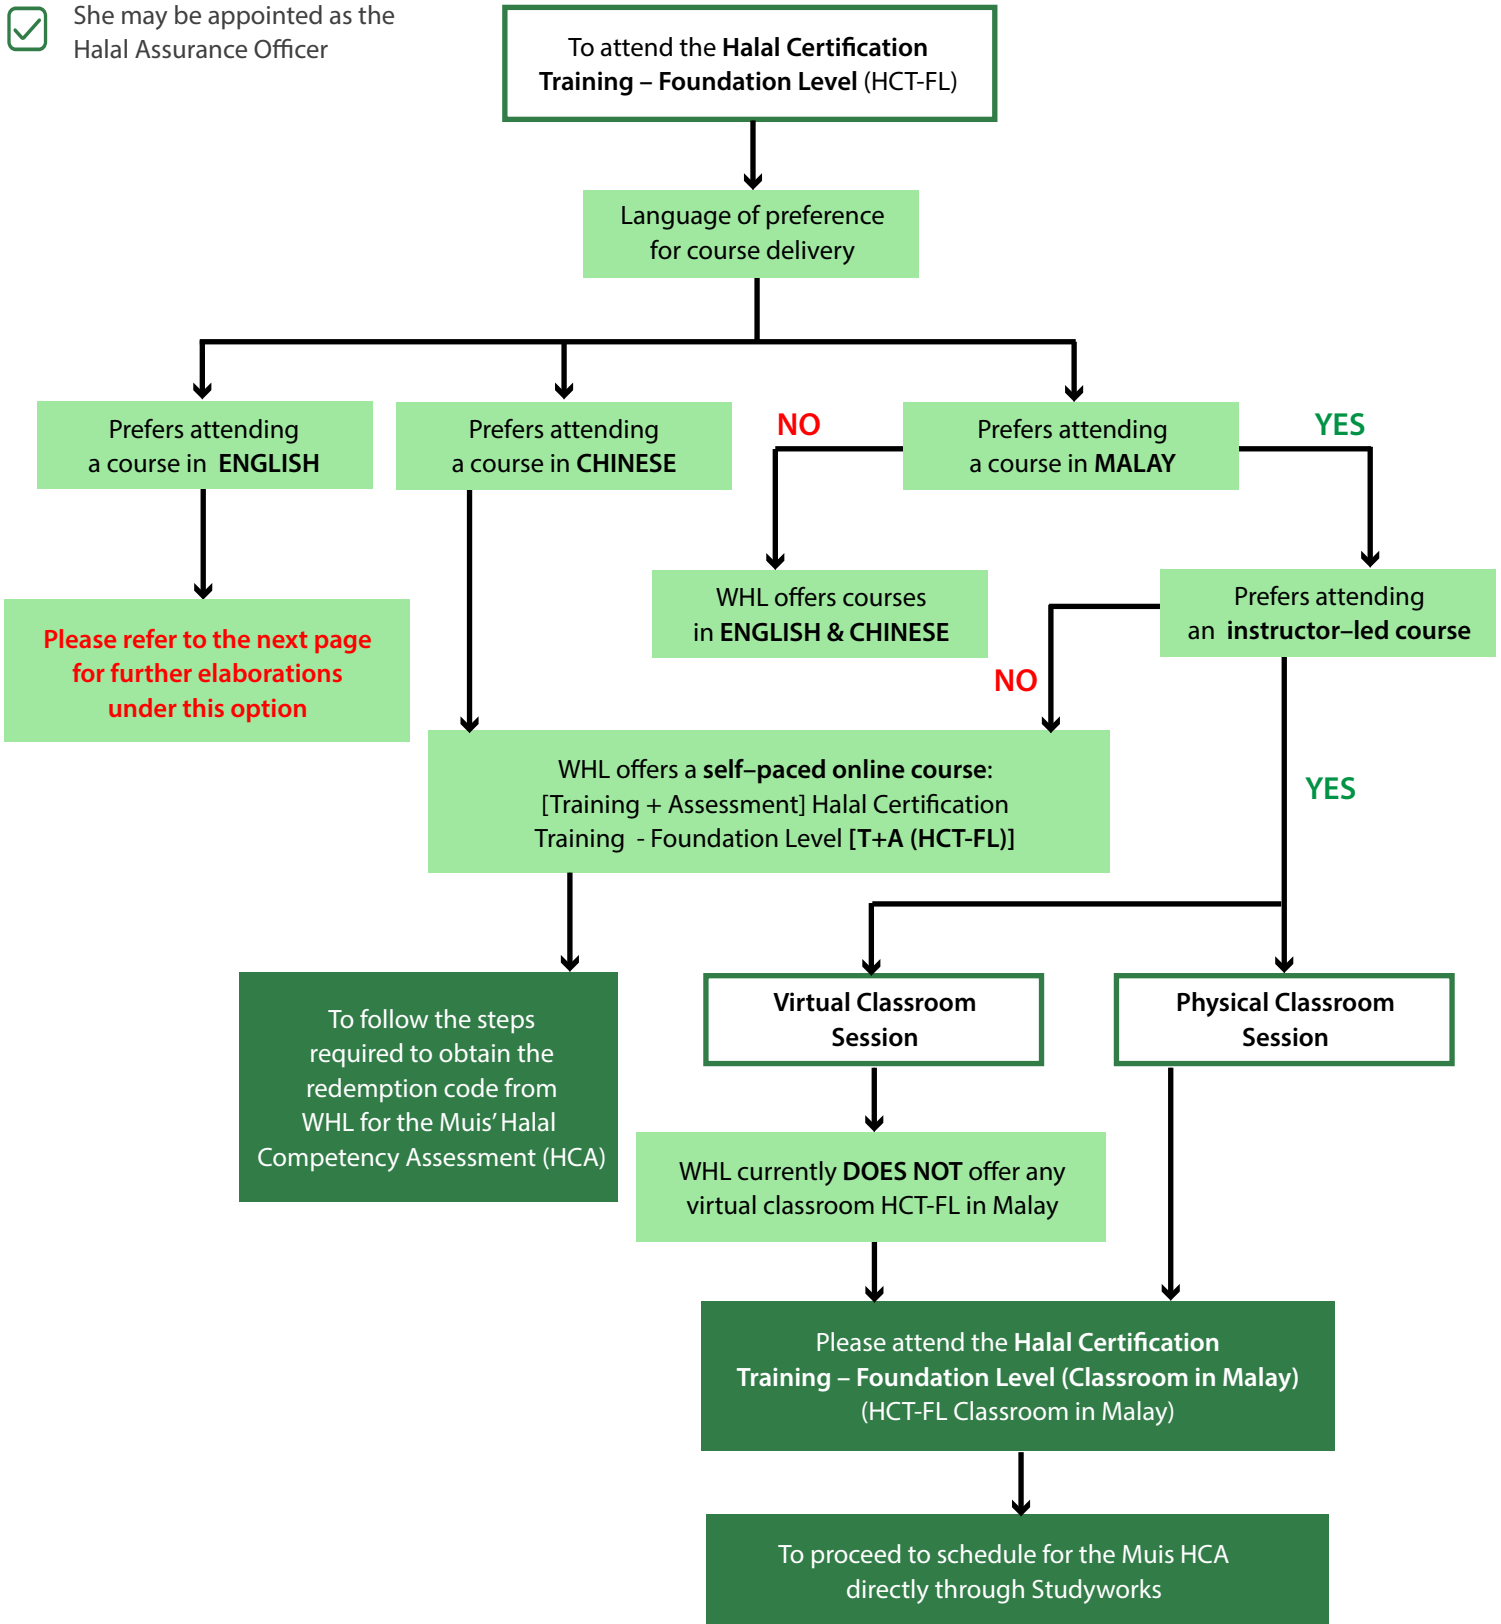 She may be appointed as the
Halal Assurance Officer
To attend the Halal Certification
Training – Foundation Level (HCT-FL)
Language of preference
for course delivery
Prefers attending
a course in ENGLISH
Prefers attending
a course in CHINESE
NO
Prefers attending
a course in MALAY
YES
Please refer to the next page
for further elaborations
under this option
WHL offers courses
in ENGLISH & CHINESE
Prefers attending
an instructor–led course
NO
WHL offers a self–paced online course:
[Training + Assessment] Halal Certification
Training - Foundation Level [T+A (HCT-FL)]
YES
To follow the steps
required to obtain the
redemption code from
WHL for the Muis’ Halal
Competency Assessment (HCA)
Virtual Classroom
Session
Physical Classroom
Session
WHL currently DOES NOT offer any
virtual classroom HCT-FL in Malay
Please attend the Halal Certification
Training – Foundation Level (Classroom in Malay)
(HCT-FL Classroom in Malay)
To proceed to schedule for the Muis HCA
directly through Studyworks